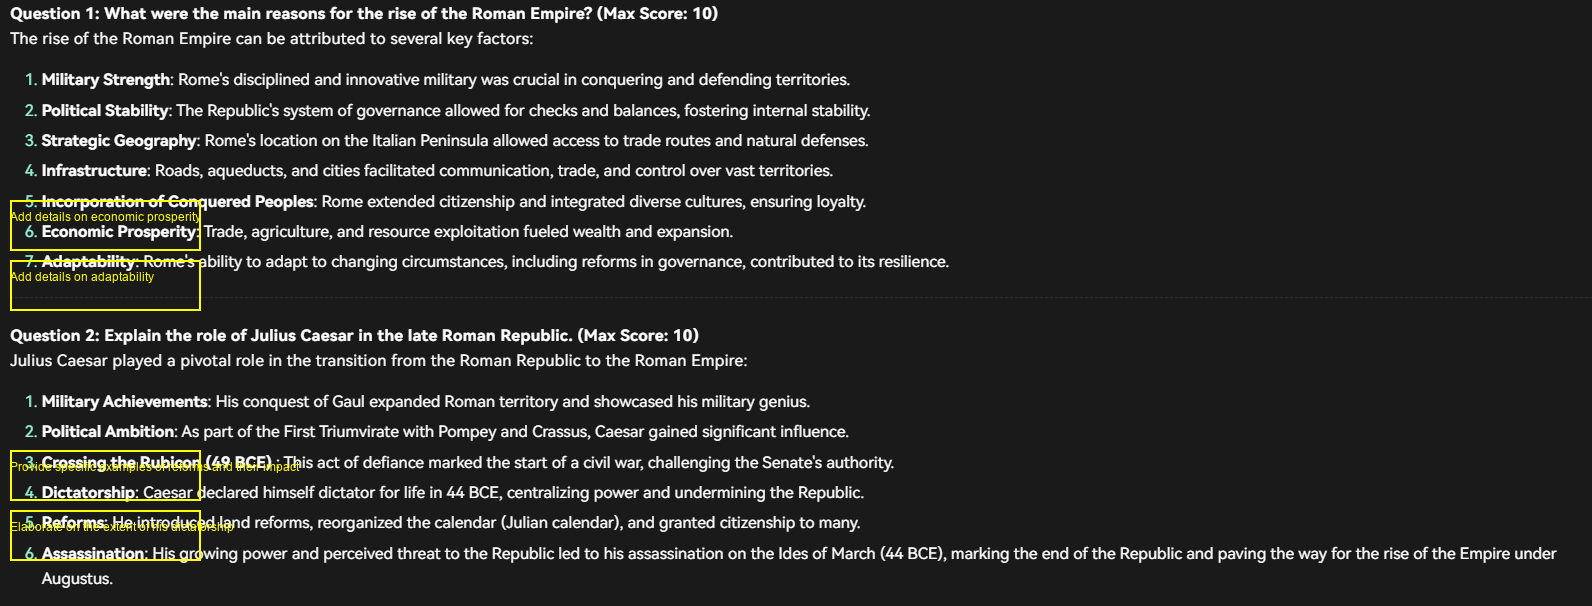 Question 1: What were the main reasons for the rise of the Roman Empire? (Max Score: 10)
The rise of the Roman Empire can be attributed to several key factors:
1. Military Strength: Rome's disciplined and innovative military was crucial in conquering and defending territories.
2. Political Stability: The Republic's system of governance allowed for checks and balances, fostering internal stability.
3. Strategic Geography: Rome's location on the Italian Peninsula allowed access to trade routes and natural defenses.
4. Infrastructure: Roads, aqueducts, and cities facilitated communication, trade, and control over vast territories.
5. Incorporation of Conquered Peoples: Rome extended citizenship and integrated diverse cultures, ensuring loyalty.
Add details on economic prosperity
6. Economic Prosperity: Trade, agriculture, and resource exploitation fueled wealth and expansion.
7. Adaptability: Rome's ability to adapt to changing circumstances, including reforms in governance, contributed to its resilience.
Add details on adaptability
Question 2: Explain the role of Julius Caesar in the late Roman Republic. (Max Score: 10)
Julius Caesar played a pivotal role in the transition from the Roman Republic to the Roman Empire:
1. Military Achievements: His conquest of Gaul expanded Roman territory and showcased his military genius.
2. Political Ambition: As part of the First Triumvirate with Pompey and Crassus, Caesar gained significant influence.
3. Crossing the Rubicon (49 BCE) : This act of defiance marked the start of a civil war, challenging the Senate's authority.
Provide specific examples of reforms and their impact
4. Dictatorship: Caesar declared himself dictator for life in 44 BCE, centralizing power and undermining the Republic.
5. Reforms: He introduced land reforms, reorganized the calendar (Julian calendar), and granted citizenship to many.
Elaborate on the extent of his dictatorship
6. Assassination: His growing power and perceived threat to the Republic led to his assassination on the Ides of March (44 BCE), marking the end of the Republic and paving the way for the rise of the Empire under
Augustus.